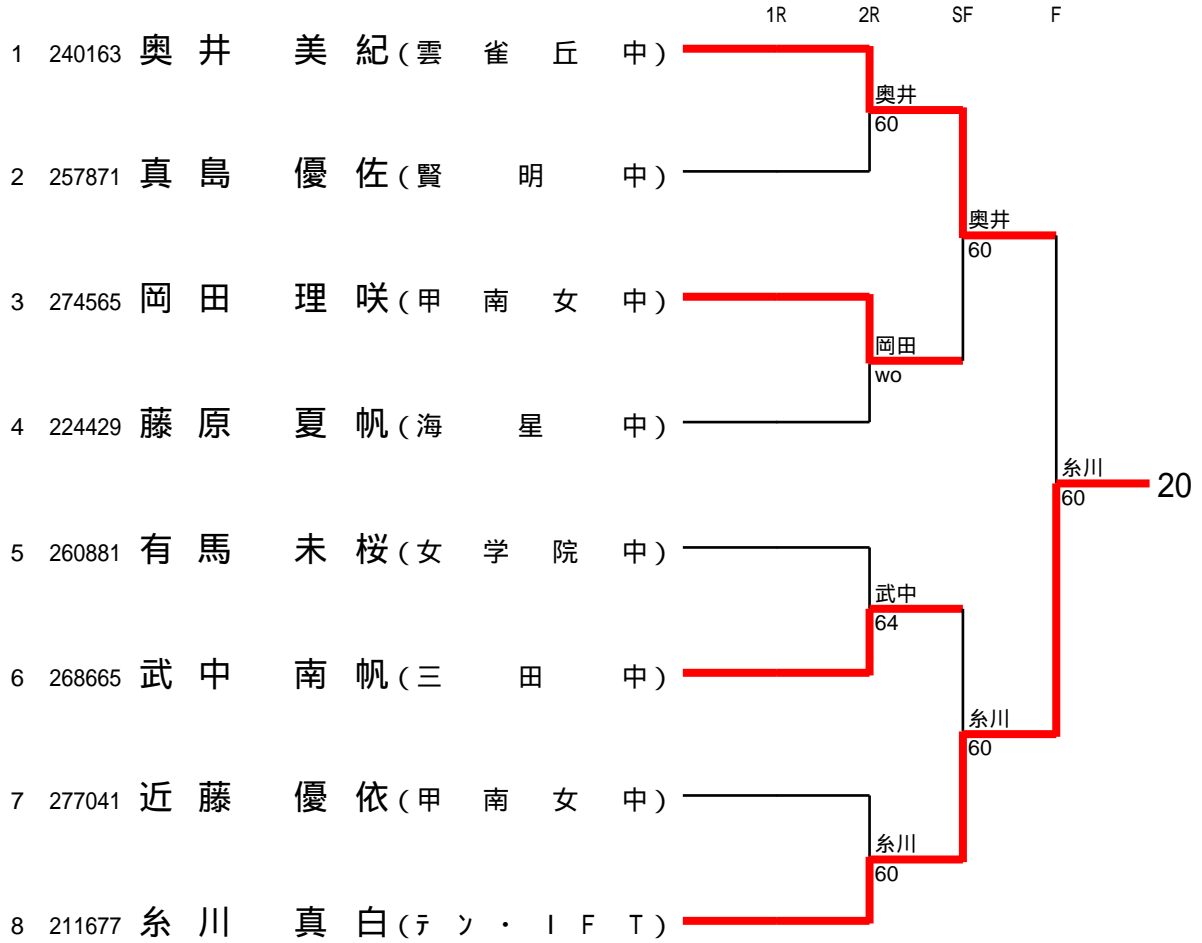 1R 2R SF F
1 240163 奥井 美紀(雲雀丘中)
奥井
60
2 257871 真島 優佐(賢明中)
奥井
60
3 274565 岡田 理咲(甲南女中)
岡田
wo
4 224429 藤原 夏帆(海星中)
糸川
60
20
5 260881 有馬 未桜(女学院中)
武中
64
6 268665 武中 南帆(三田中)
糸川
60
7 277041 近藤 優依(甲南女中)
糸川
60
8 211677 糸川 真白(テソ・IFT)